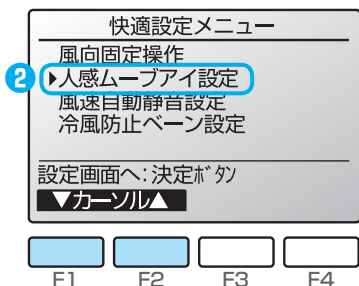 快適設定メニュー
風向固定操作
2 ▶人感ムーブアイ設定
風速自動静音設定
冷風防止ベーン設定
設定画面へ:決定ボタン
▼カーソル▲
F1 F2 F3 F4